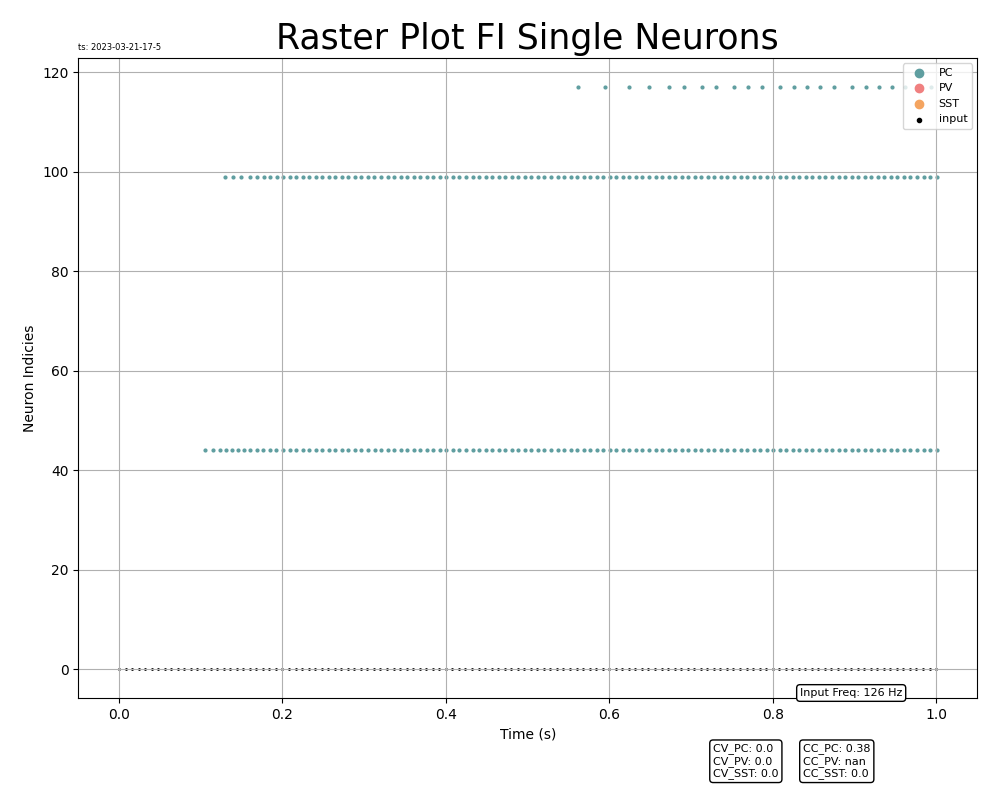 Raster Plot FI Single Neurons
ts: 2023-03-21-17-5
PC
PV
SST
input
120
100
80
60
40
20
0
Neuron Indicies
Input Freq: 126 Hz
0.0 0.2 0.4 0.6 0.8 1.0
Time (s)
CV_PC: 0.0
CV_PV: 0.0
CV_SST: 0.0
CC_PC: 0.38
CC_PV: nan
CC_SST: 0.0